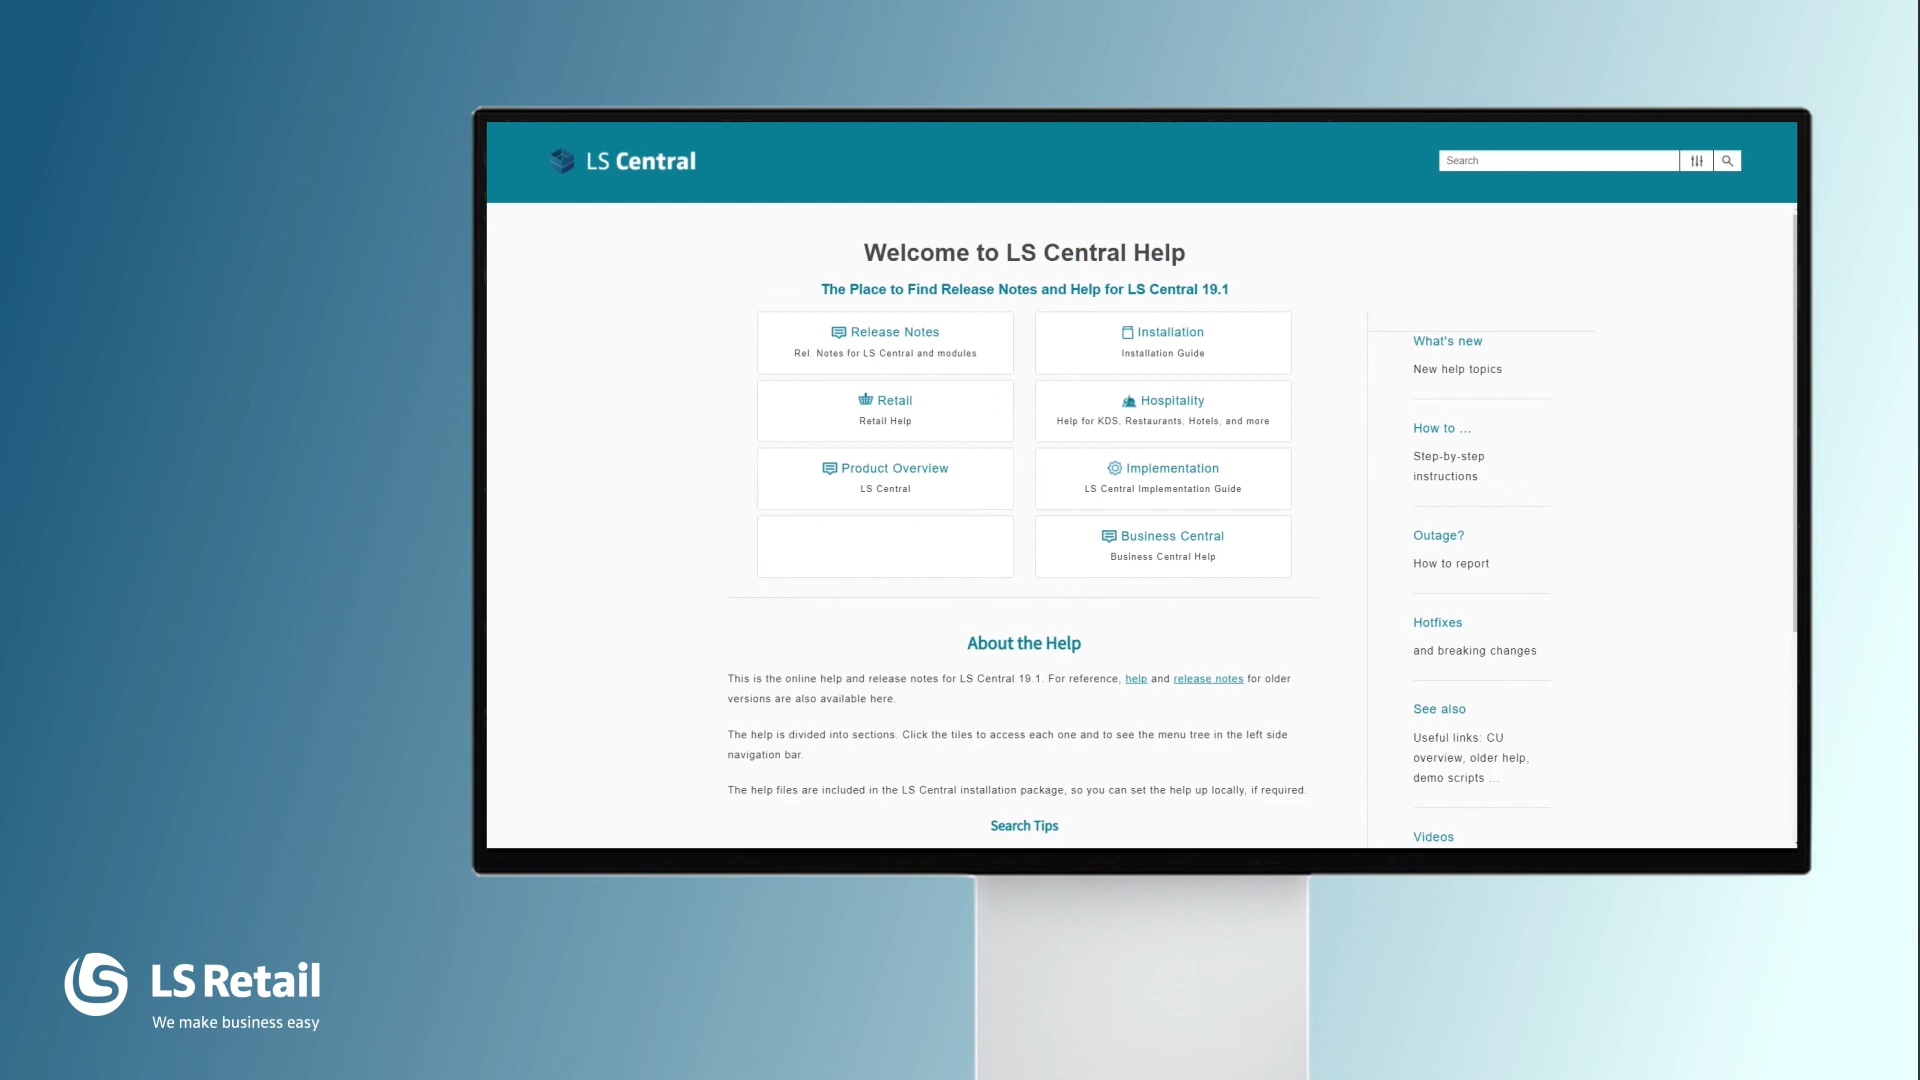 LS Central
Search
Welcome to LS Central Help
The Place to Find Release Notes and Help for LS Central 19.1
Release Notes
Rel. Notes for LS Central and modules
Installation
Installation Guide
Retail
Retail Help
Hospitality
Help for KDS, Restaurants, Hotels, and more
Product Overview
LS Central
Implementation
LS Central Implementation Guide
Business Central
Business Central Help
What's new
New help topics
How to ...
Step-by-step
instructions
Outage?
How to report
Hotfixes
and breaking changes
See also
Useful links: CU
overview, older help,
demo scripts ...
Videos
About the Help
This is the online help and release notes for LS Central 19.1. For reference, help and release notes for older
versions are also available here.
The help is divided into sections. Click the tiles to access each one and to see the menu tree in the left side
navigation bar.
The help files are included in the LS Central installation package, so you can set the help up locally, if required.
Search Tips
LS Retail
We make business easy